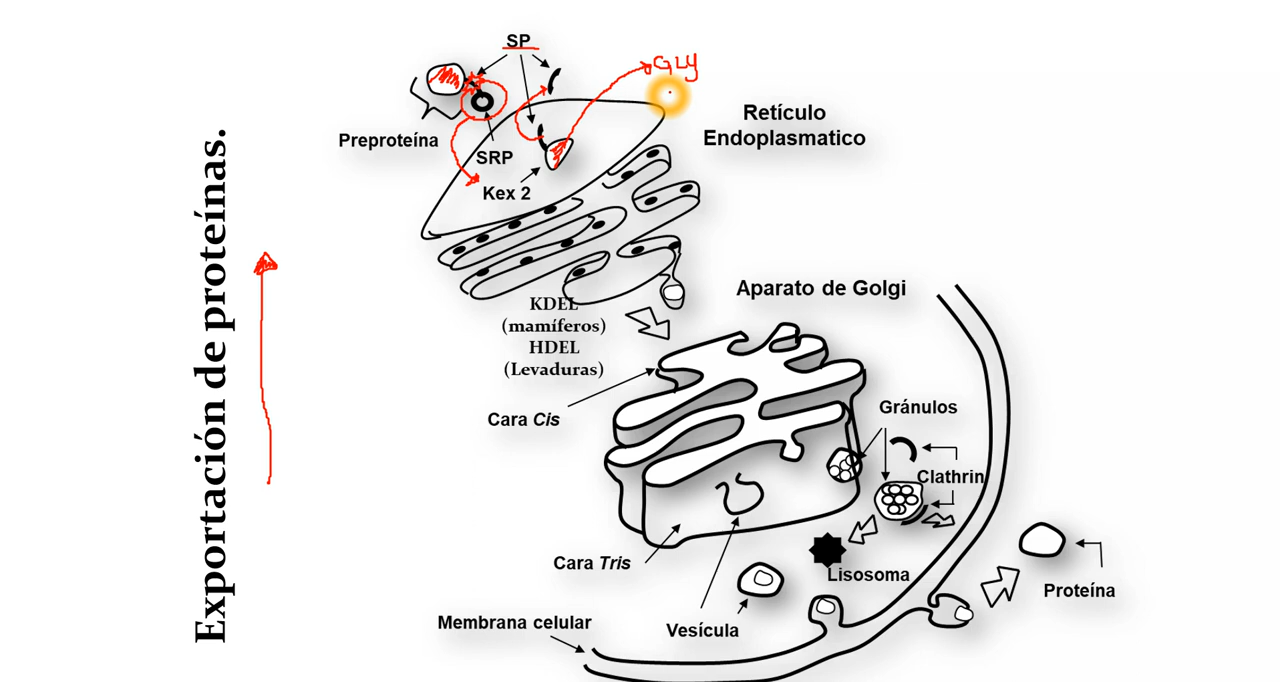 Exportación de proteínas.
SP
GLY
Preproteína
SRP
Kex 2
Retículo
Endoplasmatico
KDEL
(mamíferos)
HDEL
(Levaduras)
Aparato de Golgi
Cara Cis
Gránulos
Clathrin
Cara Tris
Lisosoma
Proteína
Membrana celular
Vesícula